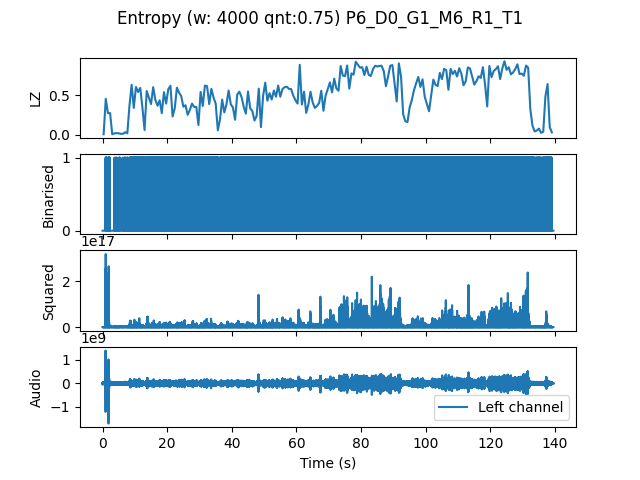 Entropy (w: 4000 qnt:0.75) P6_D0_G1_M6_R1_T1
LZ
0.5
0.0
Binarised
1
0
1e17
Squared
2
0
1e9
Audio
1
0
−1
Left channel
0 20 40 60 80 100 120 140
Time (s)